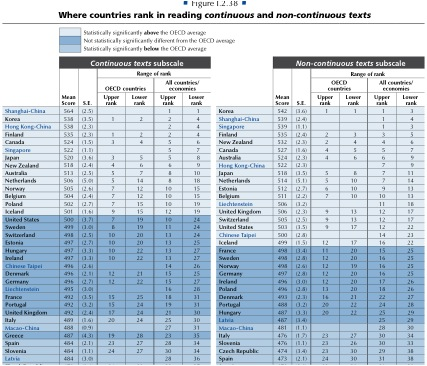 Figure I.2.38
Where countries rank in reading continuous and non-continuous texts
Statistically significantly above the OECD average
Not statistically significantly different from the OECD average
Statistically significantly below the OECD average
Continuous texts subscale
Range of rank
OECD countries
All countries/economies
Mean Score S.E. Upper rank Lower rank Upper rank Lower rank
Shanghai-China 564 (2.5) 1 1
Korea 538 (3.5) 1 2 2 4
Hong Kong-China 538 (2.3) 2 4
Finland 535 (2.3) 1 2 2 4
Canada 524 (1.5) 3 4 5 6
Singapore 522 (1.1)
Japan 520 (3.6) 3 5 5 8
New Zealand 518 (2.4) 4 6 6 9
Australia 513 (2.5) 5 7 8 10
Netherlands 506 (5.0) 5 14 8 18
Norway 505 (2.6) 7 12 10 15
Belgium 504 (2.4) 7 12 10 15
Poland 502 (2.7) 7 15 10 19
Iceland 501 (1.6) 9 15 12 19
United States 500 (3.7) 7 19 10 24
Sweden 499 (3.0) 8 19 24
Switzerland 498 (2.5) 10 20 13 24
Estonia 497 (2.7) 10 20 13 25
Hungary 497 (3.3) 10 22 13 27
Ireland 497 (3.3) 10 22 13 27
Chinese Taipei 496 (2.6) 14 26
Denmark 496 (2.1) 12 21 15 25
Germany 496 (2.7) 12 22 15 27
Liechtenstein 495 (3.0) 28
France 492 (3.5) 15 25 18 31
Portugal 492 (3.2) 15 24 19 31
United Kingdom 492 (2.4) 17 24 21 30
Italy 489 (1.6) 20 24 25 30
Macao-China 488 (0.9) 27 31
Greece 487 (4.3) 19 28 23 35
Spain 484 (2.1) 23 27 28 34
Slovenia 484 (1.1) 24 27 30 34
Latvia 484 (3.0) 28 36
Non-continuous texts subscale
Range of rank
OECD countries
All countries/economies
Mean Score S.E. Upper rank Lower rank Upper rank Lower rank
Korea 542 (3.6) 1 1 1 3
Shanghai-China 539 (2.4) 1 4
Singapore 539 (1.1) 1 3
Finland 535 (2.4) 2 3 3 5
New Zealand 532 (2.3) 2 4 4 6
Canada 527 (1.6) 4 5 5 7
Australia 524 (2.3) 4 6 6 9
Hong Kong-China 522 (2.3) 7 9
Japan 518 (3.5) 5 8 7 11
Netherlands 514 (5.1) 5 10 7 14
Estonia 512 (2.7) 6 10 9 13
Belgium 511 (2.2) 7 10 10 13
Liechtenstein 506 (3.2) 11 18
United Kingdom 506 (2.3) 9 13 12 17
Switzerland 505 (2.5) 9 13 12 17
United States 503 (3.5) 9 17 12 22
Chinese Taipei 500 (2.8) 14 23
Iceland 499 (1.5) 12 17 16 22
France 498 (3.4) 11 20 15 25
Sweden 498 (2.8) 12 20 16 25
Norway 498 (2.6) 12 19 16 25
Germany 497 (2.8) 12 20 16 25
Ireland 496 (3.0) 12 20 17 26
Poland 496 (2.8) 13 20 18 26
Denmark 493 (2.3) 16 21 22 27
Portugal 488 (3.2) 20 22 24 28
Hungary 487 (3.3) 20 22 25 29
Latvia 487 (3.4) 25 29
Macao-China 481 (1.1) 28 30
Italy 476 (1.7) 23 27 30 34
Slovenia 476 (1.1) 23 26 30 33
Czech Republic 474 (3.4) 23 30 29 38
Spain 473 (2.1) 24 30 31 38